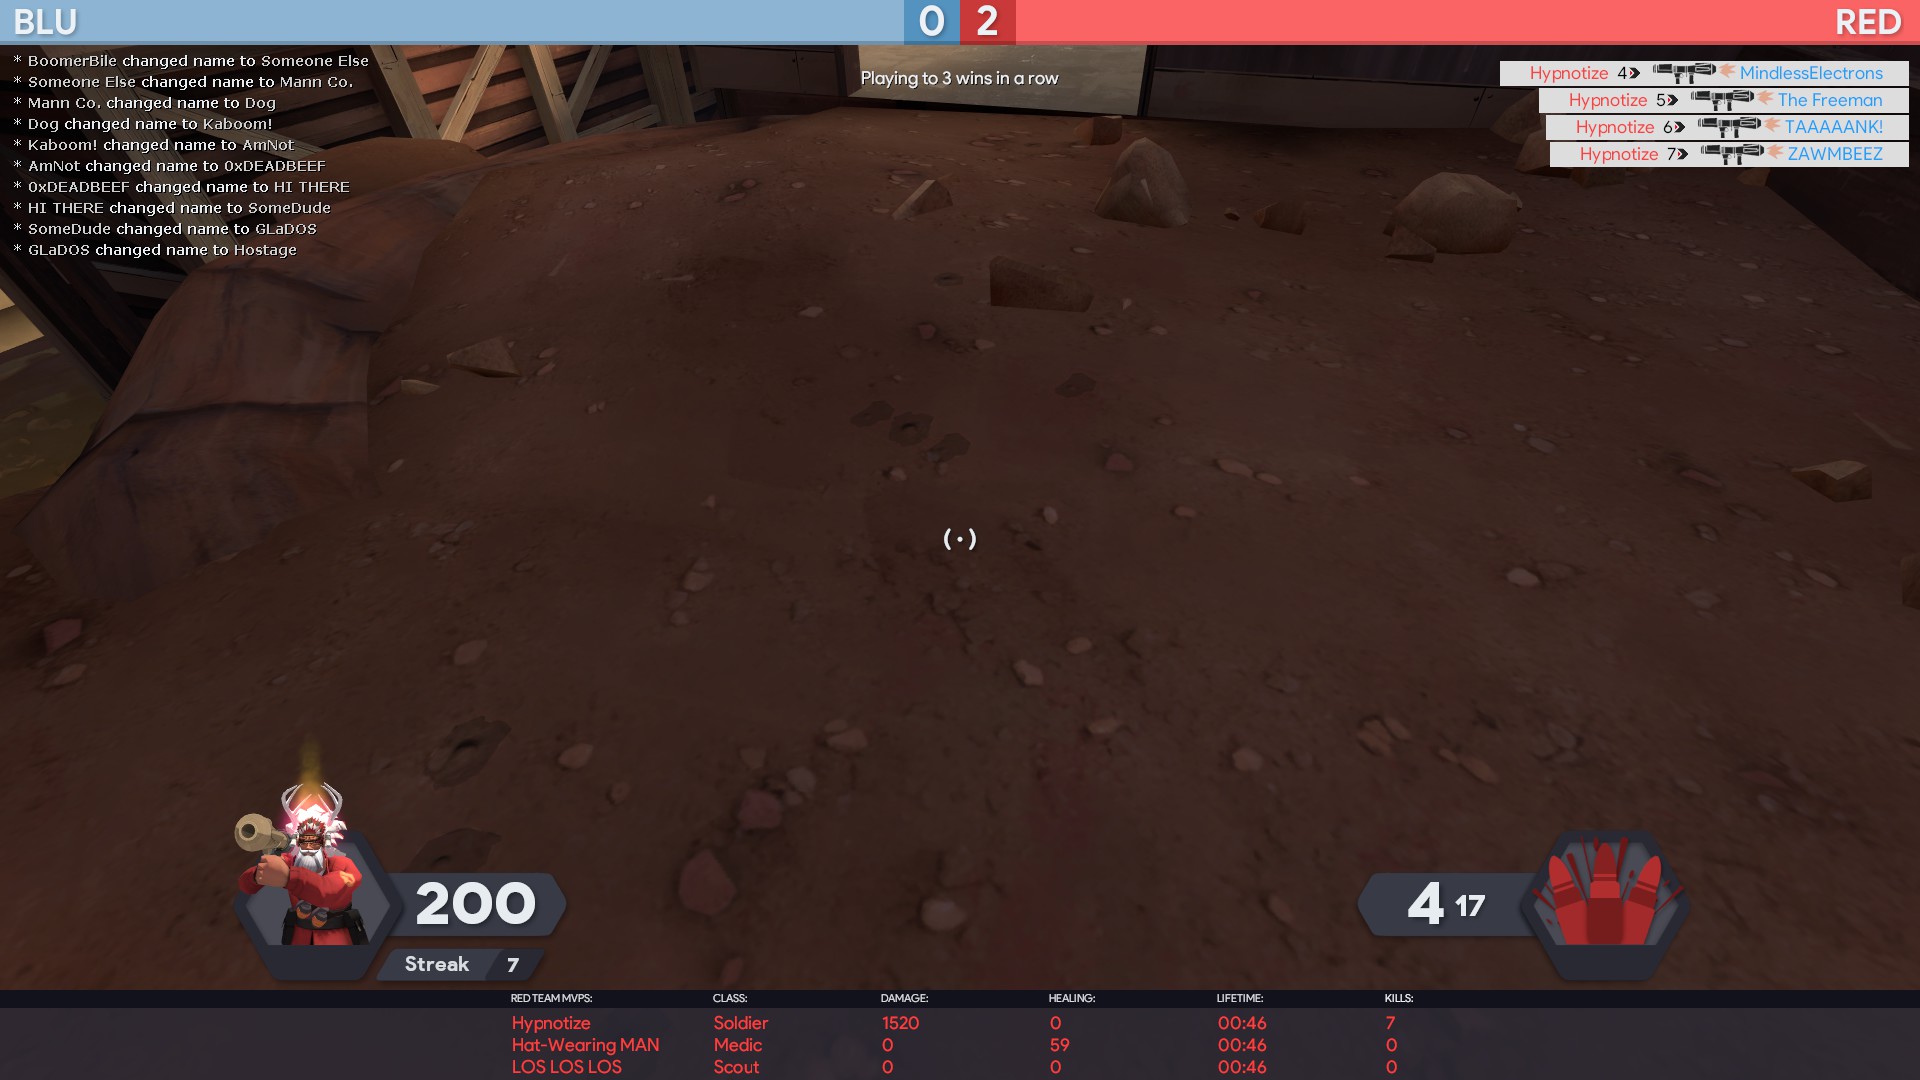 BLU 0 2 RED
* BoomerBile changed name to Someone Else
* Someone Else changed name to Mann Co.
* Mann Co. changed name to Dog
* Dog changed name to Kaboom!
* Kaboom! changed name to AmNot
* AmNot changed name to 0xDEADBEEF
* 0xDEADBEEF changed name to HI THERE
* HI THERE changed name to SomeDude
* SomeDude changed name to GLaDOS
* GLaDOS changed name to Hostage
Playing to 3 wins in a row
Hypnotize 4 MindlessElectrons
Hypnotize 5 The Freeman
Hypnotize 6 TAAAAANK!
Hypnotize 7 ZAWMBEEZ
200
Streak 7
4 17
RED TEAM MVPS: CLASS: DAMAGE: HEALING: LIFETIME: KILLS:
Hypnotize Soldier 1520 0 00:46 7
Hat-Wearing MAN Medic 0 59 00:46 0
LOS LOS LOS Scout 0 0 00:46 0